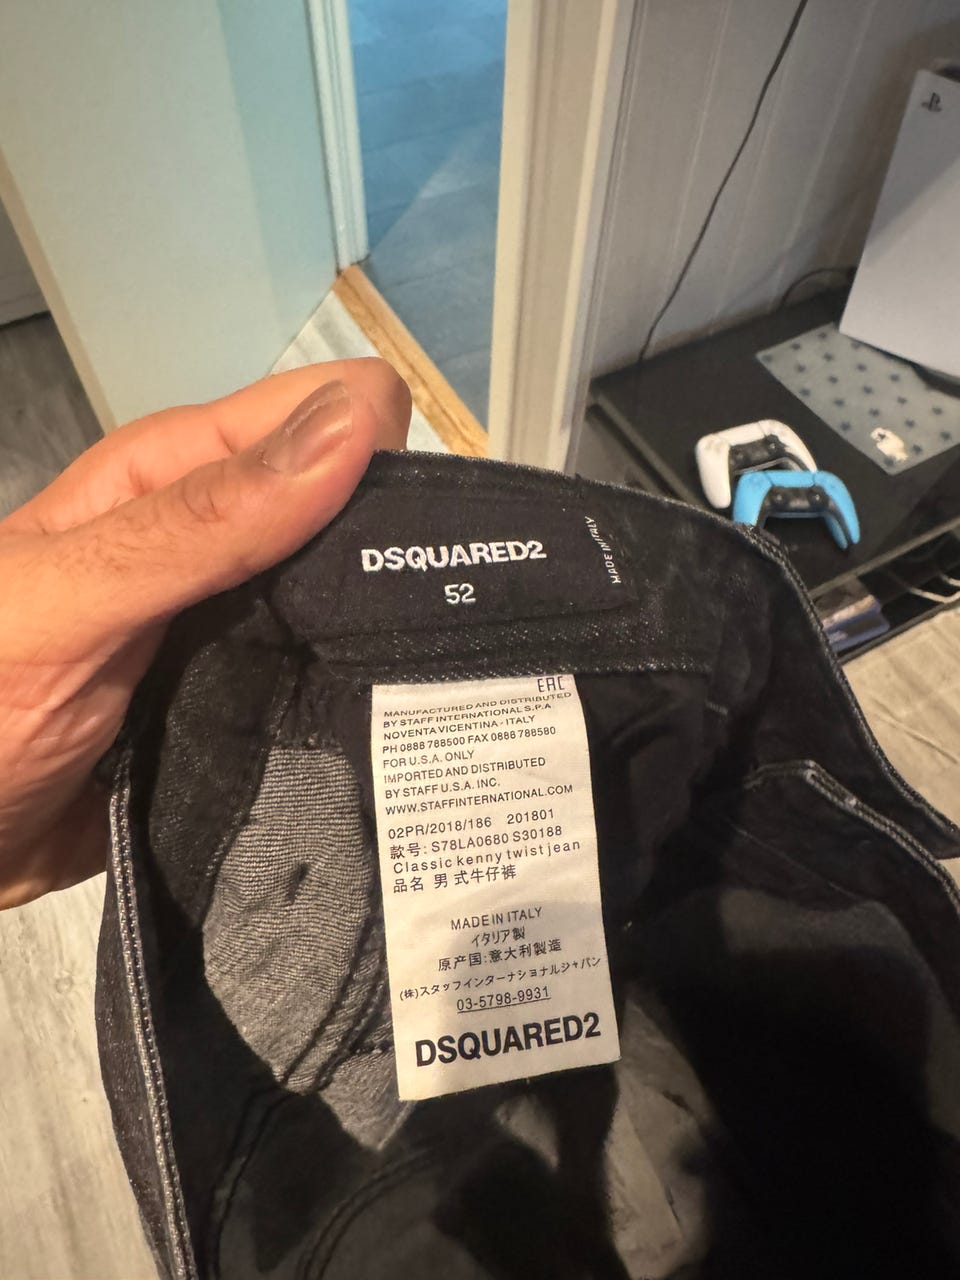 DSQUARED2
52
MADE IN ITALY
EAC
MANUFACTURED AND DISTRIBUTED
BY STAFF INTERNATIONAL S.P.A
NOVENTA VICENTINA - ITALY
PH 0888 788500 FAX 0888 788580
FOR U.S.A. ONLY
IMPORTED AND DISTRIBUTED
BY STAFF U.S.A. INC.
WWW.STAFFINTERNATIONAL.COM
02PR/2018/186 201801
款号: S78LA0680 S30188
Classic kenny twist jean
品名 男式牛仔裤
MADE IN ITALY
イタリア製
原产国:意大利製造
(株)スタッフインターナショナルジャパン
03-5798-9931
DSQUARED2